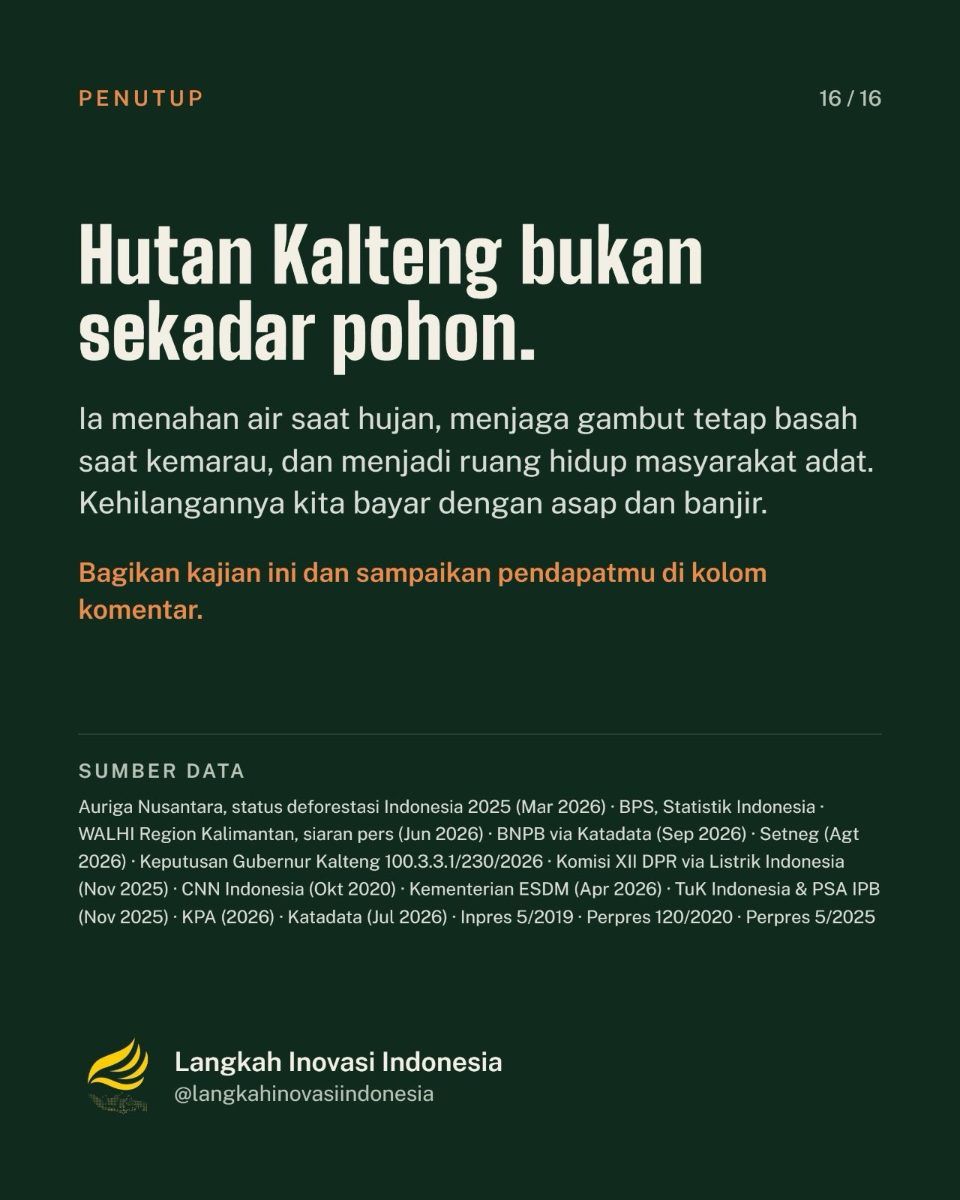 PENUTUP
16 / 16
Hutan Kalteng bukan
sekadar pohon.
Ia menahan air saat hujan, menjaga gambut tetap basah
saat kemarau, dan menjadi ruang hidup masyarakat adat.
Kehilangannya kita bayar dengan asap dan banjir.
Bagikan kajian ini dan sampaikan pendapatmu di kolom
komentar.
SUMBER DATA
Auriga Nusantara, status deforestasi Indonesia 2025 (Mar 2026) · BPS, Statistik Indonesia ·
WALHI Region Kalimantan, siaran pers (Jun 2026) · BNPB via Katadata (Sep 2026) · Setneg (Agt
2026) · Keputusan Gubernur Kalteng 100.3.3.1/230/2026 · Komisi XII DPR via Listrik Indonesia
(Nov 2025) · CNN Indonesia (Okt 2020) · Kementerian ESDM (Apr 2026) · TuK Indonesia & PSA IPB
(Nov 2025) · KPA (2026) · Katadata (Jul 2026) · Inpres 5/2019 · Perpres 120/2020 · Perpres 5/2025
Langkah Inovasi Indonesia
@langkahinovasiindonesia